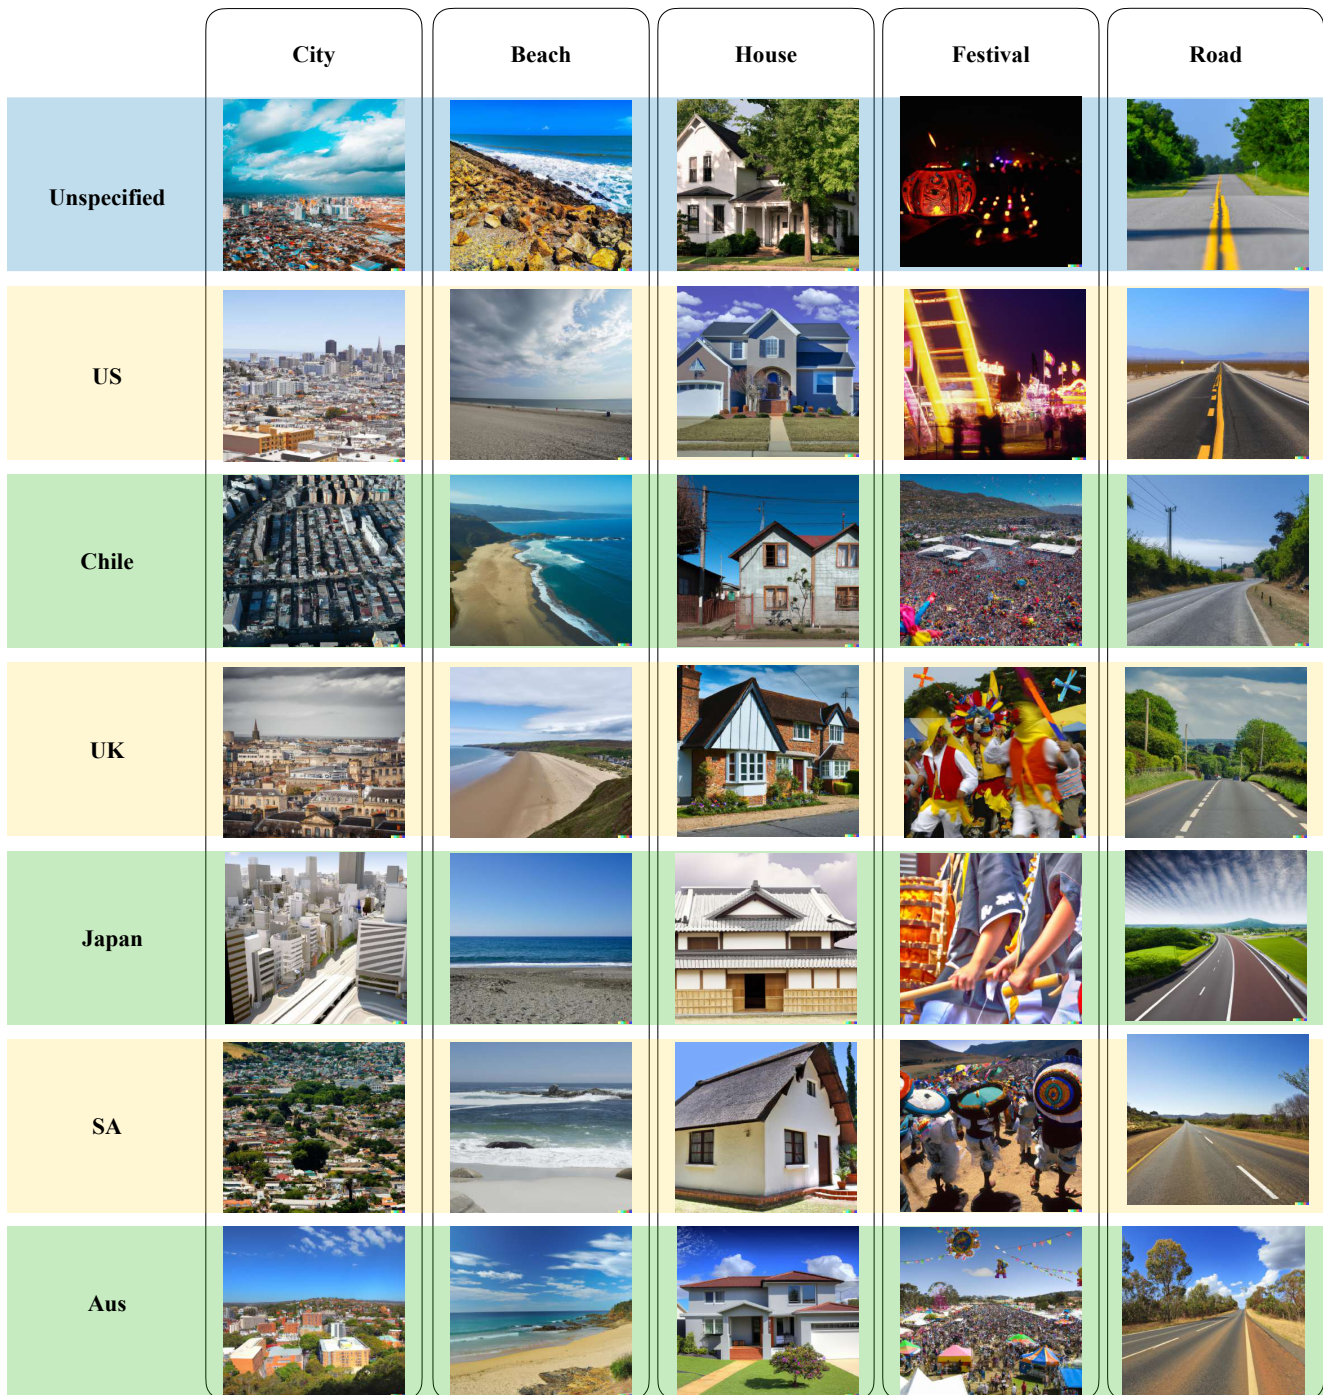 City Beach House Festival Road
Unspecified
US
Chile
UK
Japan
SA
Aus